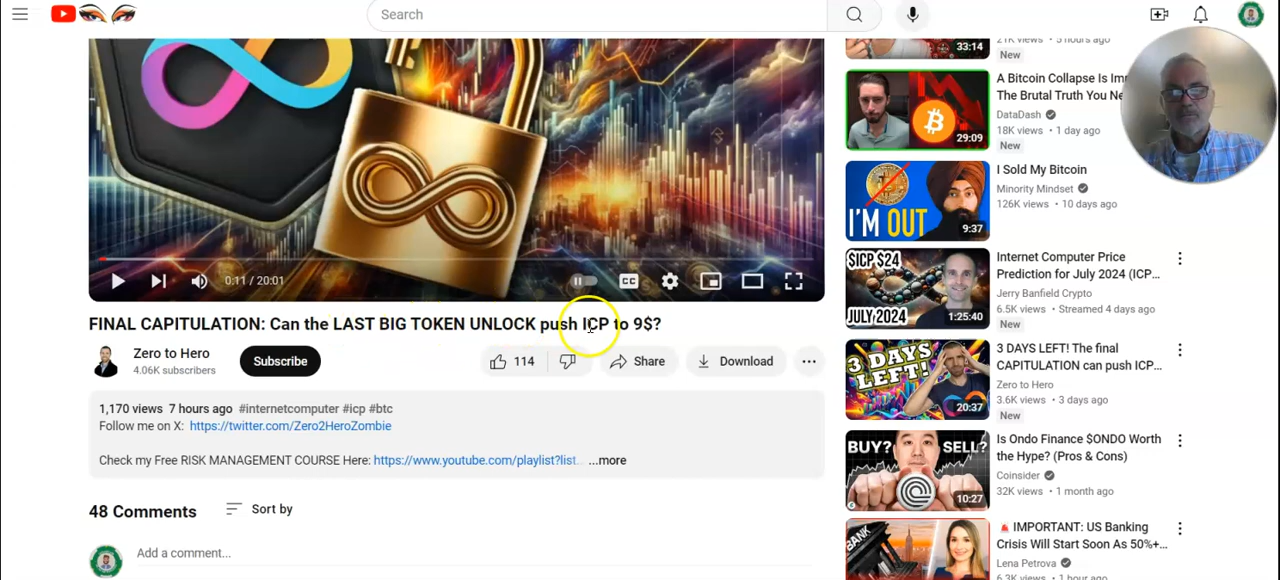 Search
0:11 / 20:01
CC
FINAL CAPITULATION: Can the LAST BIG TOKEN UNLOCK push ICP to 9$?
Zero to Hero
4.06K subscribers
Subscribe
114
Share
Download
1,170 views 7 hours ago #internetcomputer #icp #btc
Follow me on X: https://twitter.com/Zero2HeroZombie
Check my Free RISK MANAGEMENT COURSE Here: https://www.youtube.com/playlist?list... ...more
48 Comments
Sort by
Add a comment...
33:14
21K views • 5 hours ago
New
29:09
A Bitcoin Collapse Is Im
The Brutal Truth You Ne
DataDash
18K views • 1 day ago
New
I'M OUT
9:37
I Sold My Bitcoin
Minority Mindset
126K views • 10 days ago
$ICP $24
JULY 2024
1:25:40
Internet Computer Price
Prediction for July 2024 (ICP...
Jerry Banfield Crypto
6.5K views • Streamed 4 days ago
New
3 DAYS
LEFT!
20:37
3 DAYS LEFT! The final
CAPITULATION can push ICP...
Zero to Hero
3.6K views • 3 days ago
New
BUY? SELL?
10:27
Is Ondo Finance $ONDO Worth
the Hype? (Pros & Cons)
Coinsider
32K views • 1 month ago
BANK
🚨 IMPORTANT: US Banking
Crisis Will Start Soon As 50%+...
Lena Petrova
6.3K views • 1 hour ago